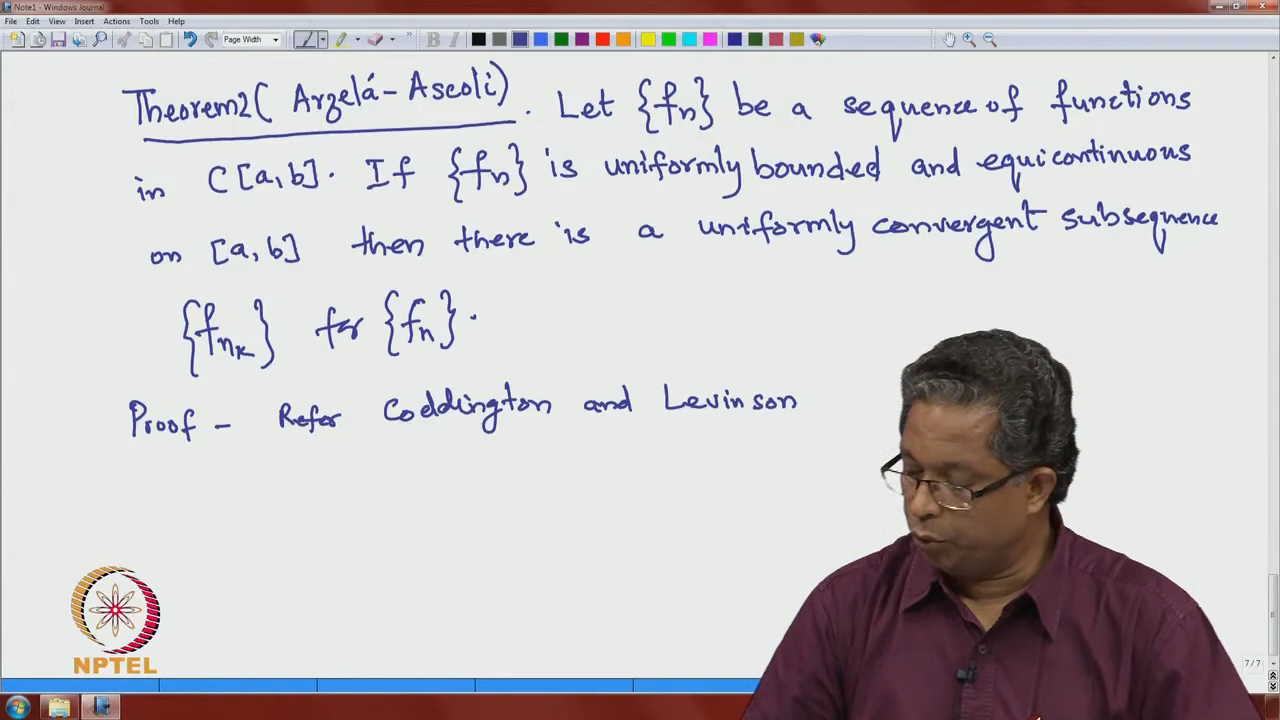 Note1 - Windows Journal
File Edit View Insert Actions Tools Help
Page Width
B I
Theorem2( Arzelá-Ascoli). Let {fn} be a sequence of functions
in C[a,b]. If {fn} is uniformly bounded and equicontinuous
on [a,b] then there is a uniformly convergent subsequence
{fnk} for {fn}.
Proof - Refer Coddington and Levinson
NPTEL
7/7